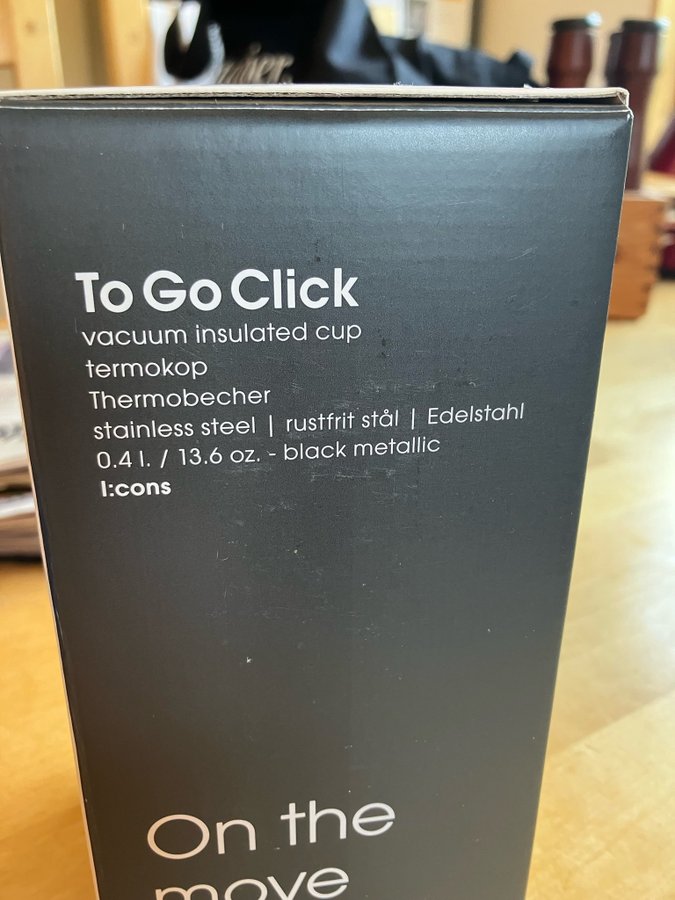 To Go Click
vacuum insulated cup
termokop
Thermobecher
stainless steel | rustfrit stål | Edelstahl
0.4 l. / 13.6 oz. - black metallic
I:cons
On the
move